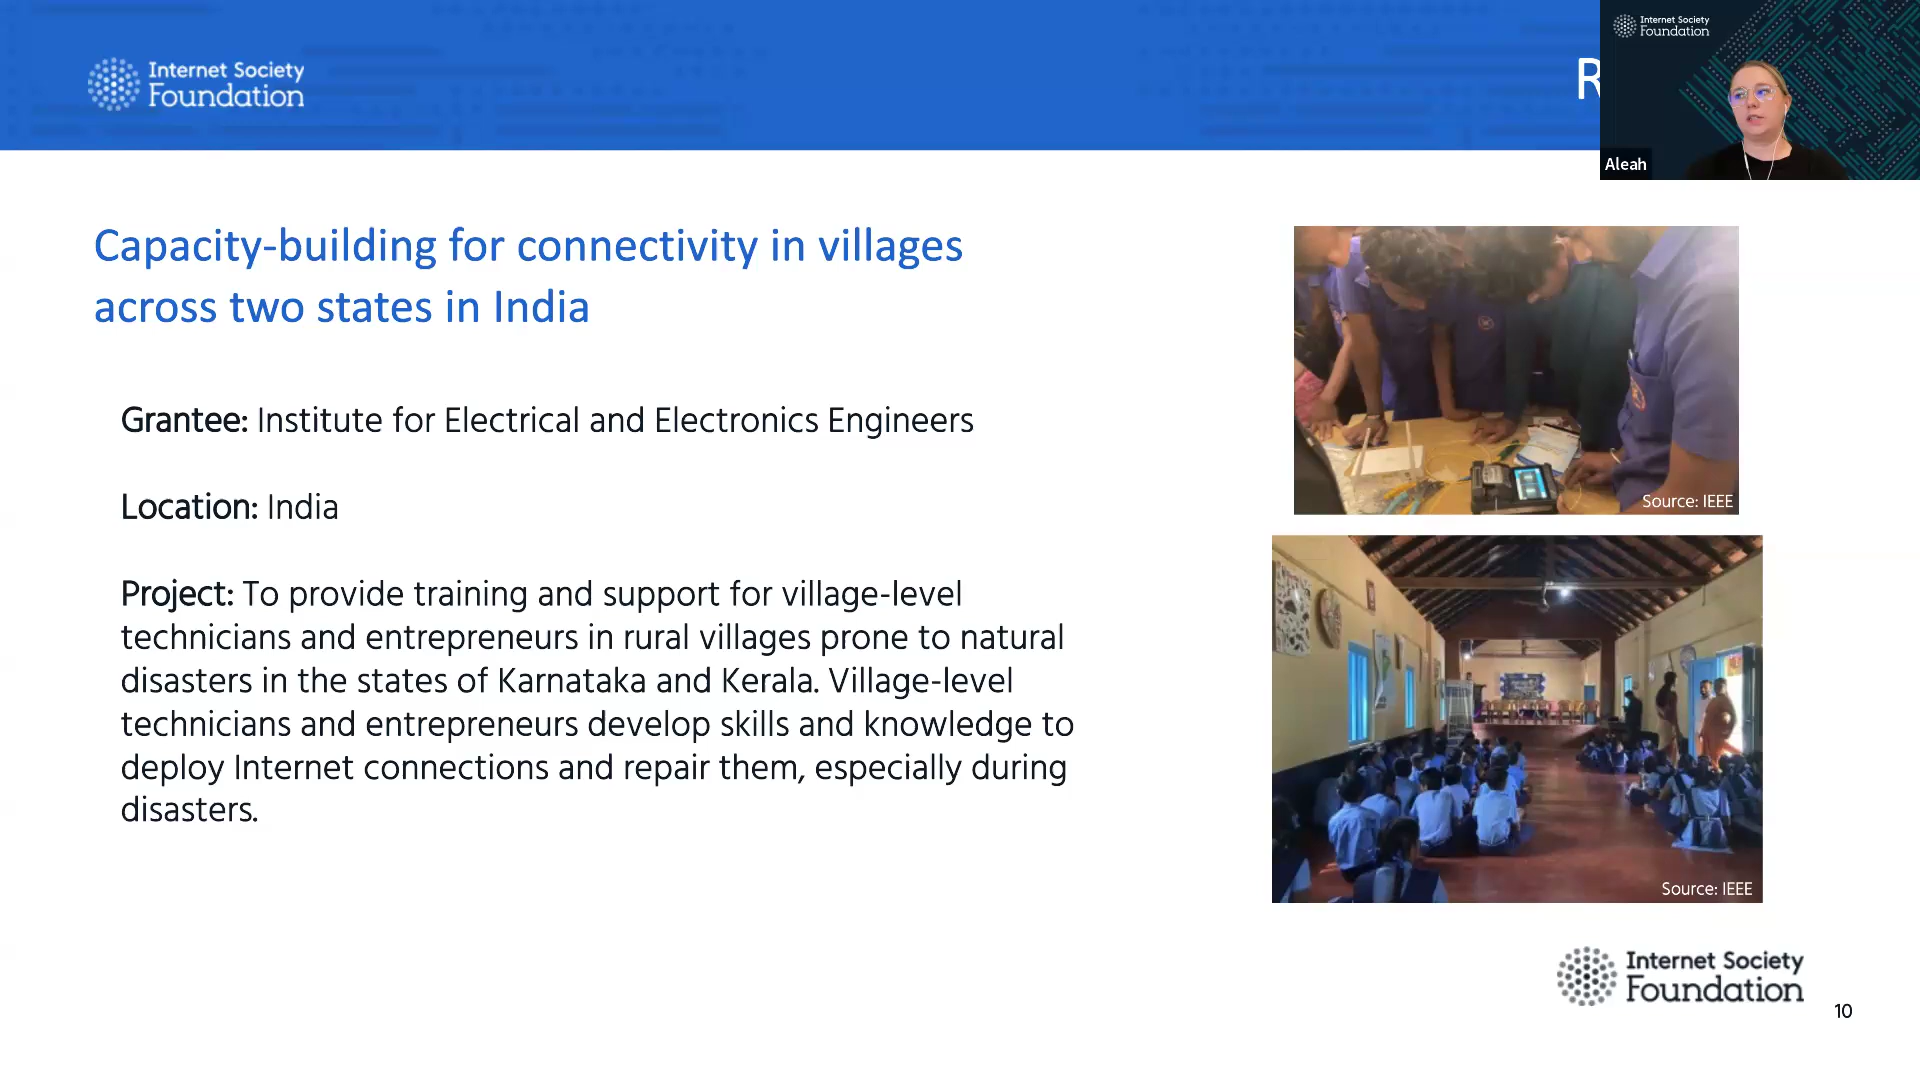 Internet Society
Foundation
R
Internet Society
Foundation
Aleah
Capacity-building for connectivity in villages
across two states in India
Grantee: Institute for Electrical and Electronics Engineers
Location: India
Project: To provide training and support for village-level
technicians and entrepreneurs in rural villages prone to natural
disasters in the states of Karnataka and Kerala. Village-level
technicians and entrepreneurs develop skills and knowledge to
deploy Internet connections and repair them, especially during
disasters.
Source: IEEE
Source: IEEE
Internet Society
Foundation
10